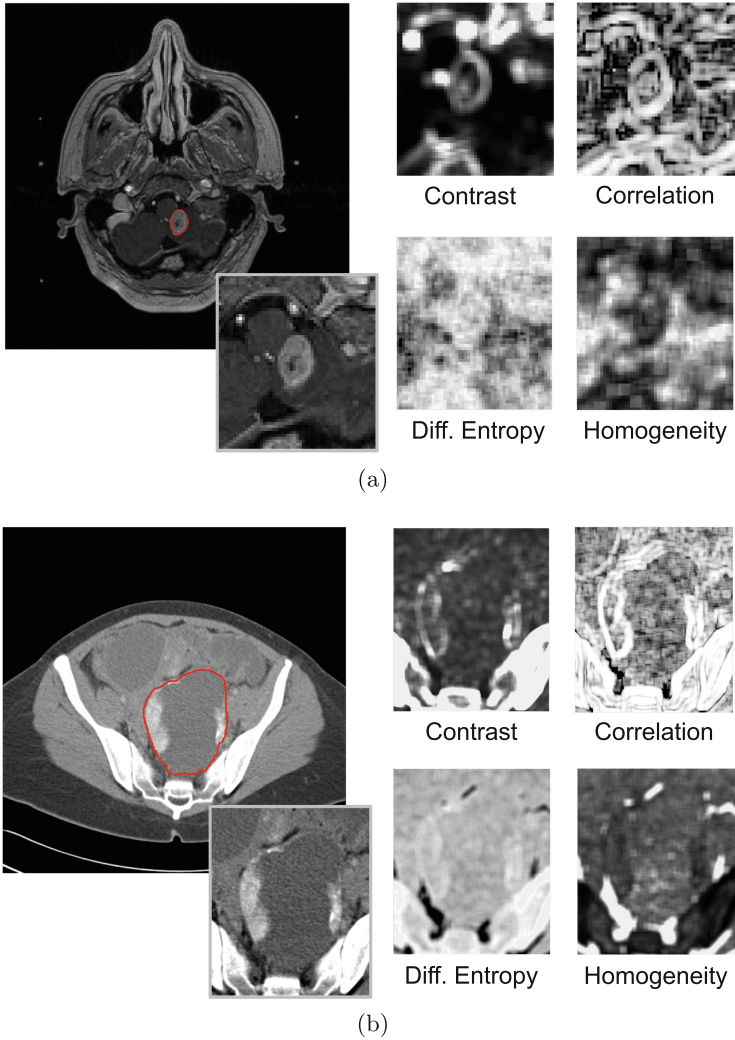 Contrast
Correlation
Diff. Entropy
Homogeneity
(a)
Contrast
Correlation
Diff. Entropy
Homogeneity
(b)